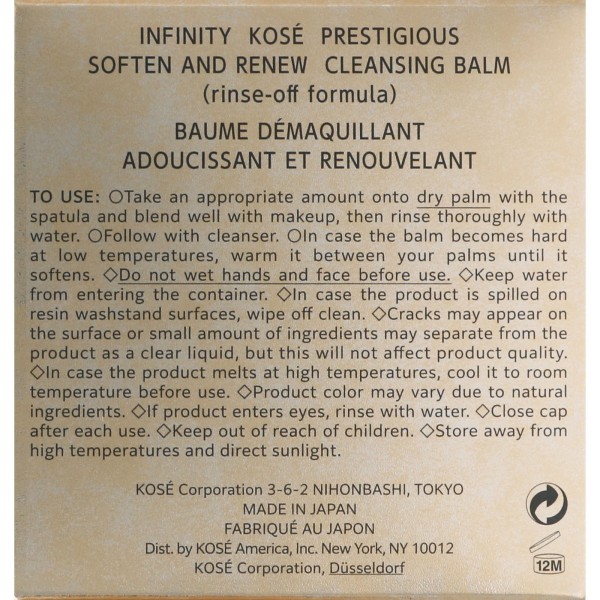 INFINITY KOSÉ PRESTIGIOUS
SOFTEN AND RENEW CLEANSING BALM
(rinse-off formula)
BAUME DÉMAQUILLANT
ADOUCISSANT ET RENOUVELANT
TO USE: ○Take an appropriate amount onto dry palm with the
spatula and blend well with makeup, then rinse thoroughly with
water. ○Follow with cleanser. ○In case the balm becomes hard
at low temperatures, warm it between your palms until it
softens. ◇Do not wet hands and face before use. ◇Keep water
from entering the container. ◇In case the product is spilled on
resin washstand surfaces, wipe off clean. ◇Cracks may appear on
the surface or small amount of ingredients may separate from the
product as a clear liquid, but this will not affect product quality.
◇In case the product melts at high temperatures, cool it to room
temperature before use. ◇Product color may vary due to natural
ingredients. ◇If product enters eyes, rinse with water. ◇Close cap
after each use. ◇Keep out of reach of children. ◇Store away from
high temperatures and direct sunlight.
KOSÉ Corporation 3-6-2 NIHONBASHI, TOKYO
MADE IN JAPAN
FABRIQUÉ AU JAPON
Dist. by KOSÉ America, Inc. New York, NY 10012
KOSÉ Corporation, Düsseldorf
12M